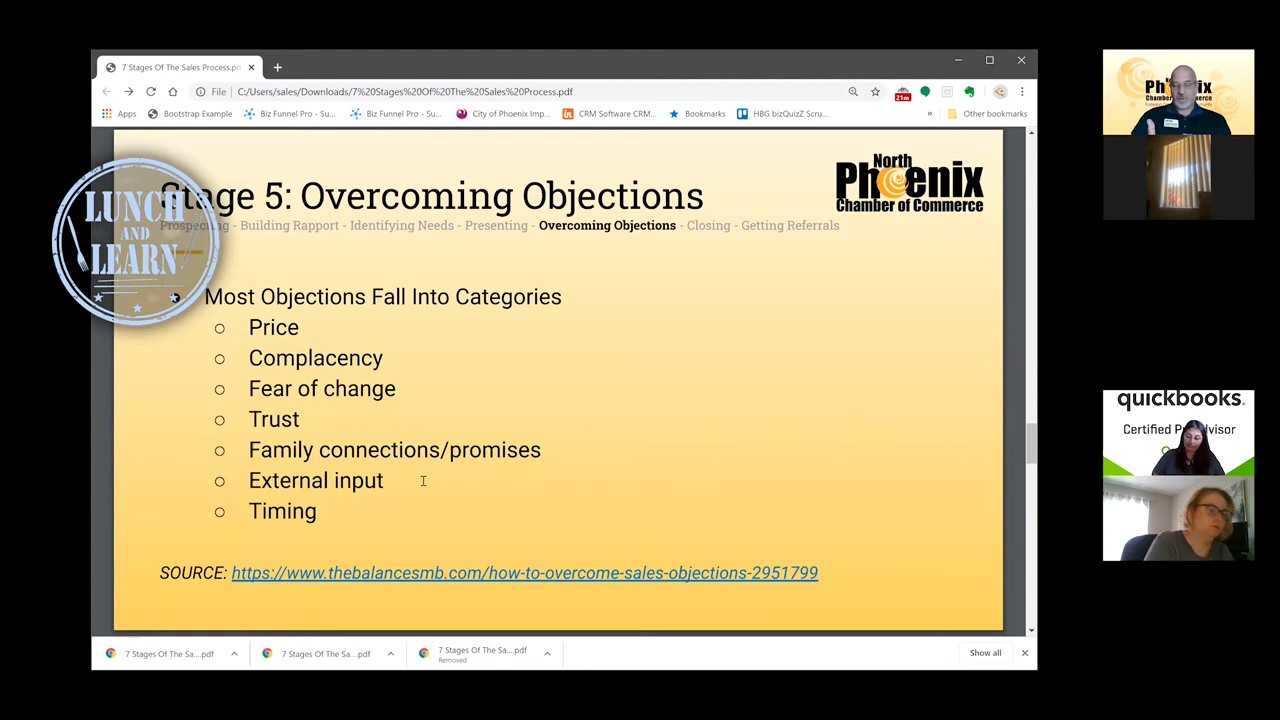 7 Stages Of The Sales Process.pd
File
C:/Users/sales/Downloads/7%20Stages%20Of%20The%20Sales%20Process.pdf
21m
Apps
Bootstrap Example
Biz Funnel Pro - Su...
Biz Funnel Pro - Su...
City of Phoenix Imp...
CRM Software CRM...
Bookmarks
HBG bizQuizZ Scru...
»
Other bookmarks
Stage 5: Overcoming Objections
Prospecting - Building Rapport - Identifying Needs - Presenting - Overcoming Objections - Closing - Getting Referrals
North
Phoenix
Chamber of Commerce
LUNCH
AND
LEARN
Most Objections Fall Into Categories
Price
Complacency
Fear of change
Trust
Family connections/promises
External input
Timing
SOURCE: https://www.thebalancesmb.com/how-to-overcome-sales-objections-2951799
7 Stages Of The Sa....pdf
7 Stages Of The Sa....pdf
7 Stages Of The Sa....pdf
Removed
Show all
quickbooks.
Certified